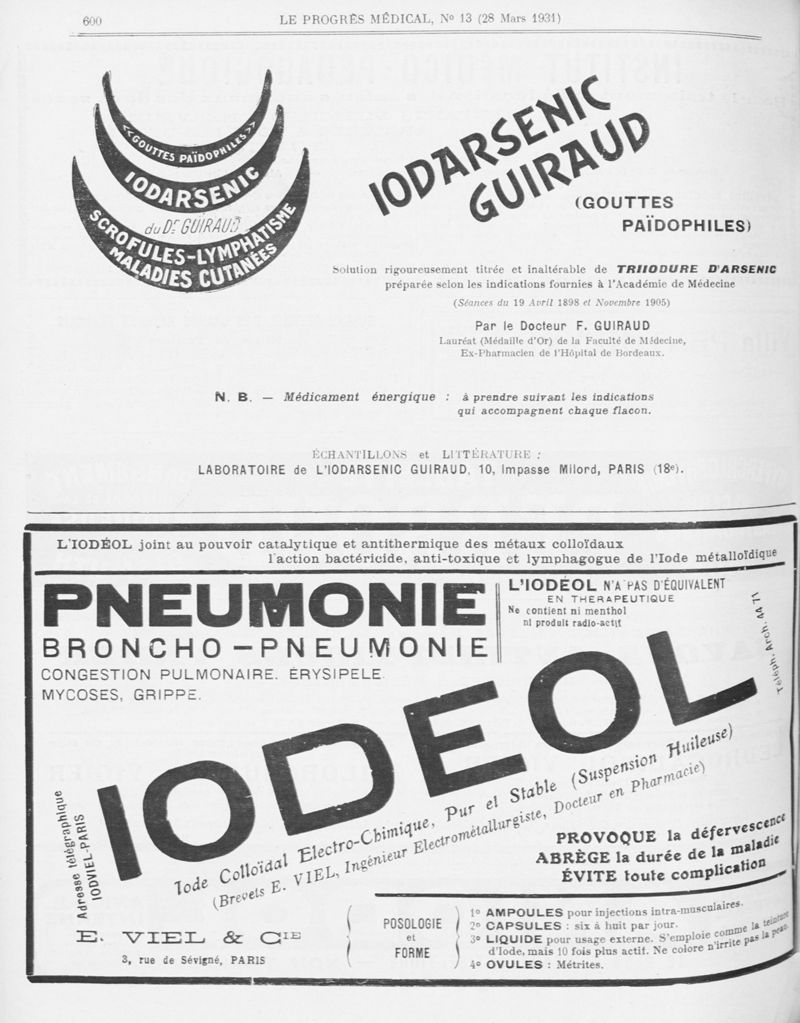 600
LE PROGRÈS MÉDICAL, No 13 (28 Mars 1931)
<<GOUTTES PAÏDOPHILES>>
IODARSENIC
du Dr GUIRAUD
SCROFULES-LYMPHATISME
MALADIES CUTANÉES
IODARSENIC
GUIRAUD
(GOUTTES
PAÏDOPHILES)
Solution rigoureusement titrée et inaltérable de TRIIODURE D'ARSENIC
préparée selon les indications fournies à l'Académie de Médecine
(Séances du 19 Avril 1898 et Novembre 1905)
Par le Docteur F. GUIRAUD
Lauréat (Médaille d'Or) de la Faculté de Médecine,
Ex-Pharmacien de l'Hôpital de Bordeaux.
N. B. — Médicament énergique : à prendre suivant les indications
qui accompagnent chaque flacon.
ÉCHANTILLONS et LITTÉRATURE :
LABORATOIRE de L'IODARSENIC GUIRAUD, 10, Impasse Milord, PARIS (18e).
L'IODÉOL joint au pouvoir catalytique et antithermique des métaux colloïdaux
l'action bactéricide, anti-toxique et lymphagogue de l'Iode métalloïdique
PNEUMONIE
BRONCHO-PNEUMONIE
CONGESTION PULMONAIRE. ÉRYSIPELE.
MYCOSES, GRIPPE.
L'IODÉOL N'A PAS D'ÉQUIVALENT
EN THERAPEUTIQUE
Ne contient ni menthol
ni produit radio-actif
Téléph. Arch. 44 71
IODEOL
Iode Colloïdal Electro-Chimique, Pur et Stable (Suspension Huileuse)
(Brevets E. VIEL, Ingénieur Electrométallurgiste, Docteur en Pharmacie)
Adresse télégraphique
IODVIEL-PARIS
PROVOQUE la défervescence
ABRÈGE la durée de la maladie
ÉVITE toute complication
E. VIEL & CIE
3, rue de Sévigné, PARIS
POSOLOGIE
et
FORME
1o AMPOULES pour injections intra-musculaires.
2o CAPSULES : six à huit par jour.
3o LIQUIDE pour usage externe. S'emploie comme la teinture
d'Iode, mais 10 fois plus actif. Ne colore n'irrite pas la peau.
4o OVULES : Métrites.